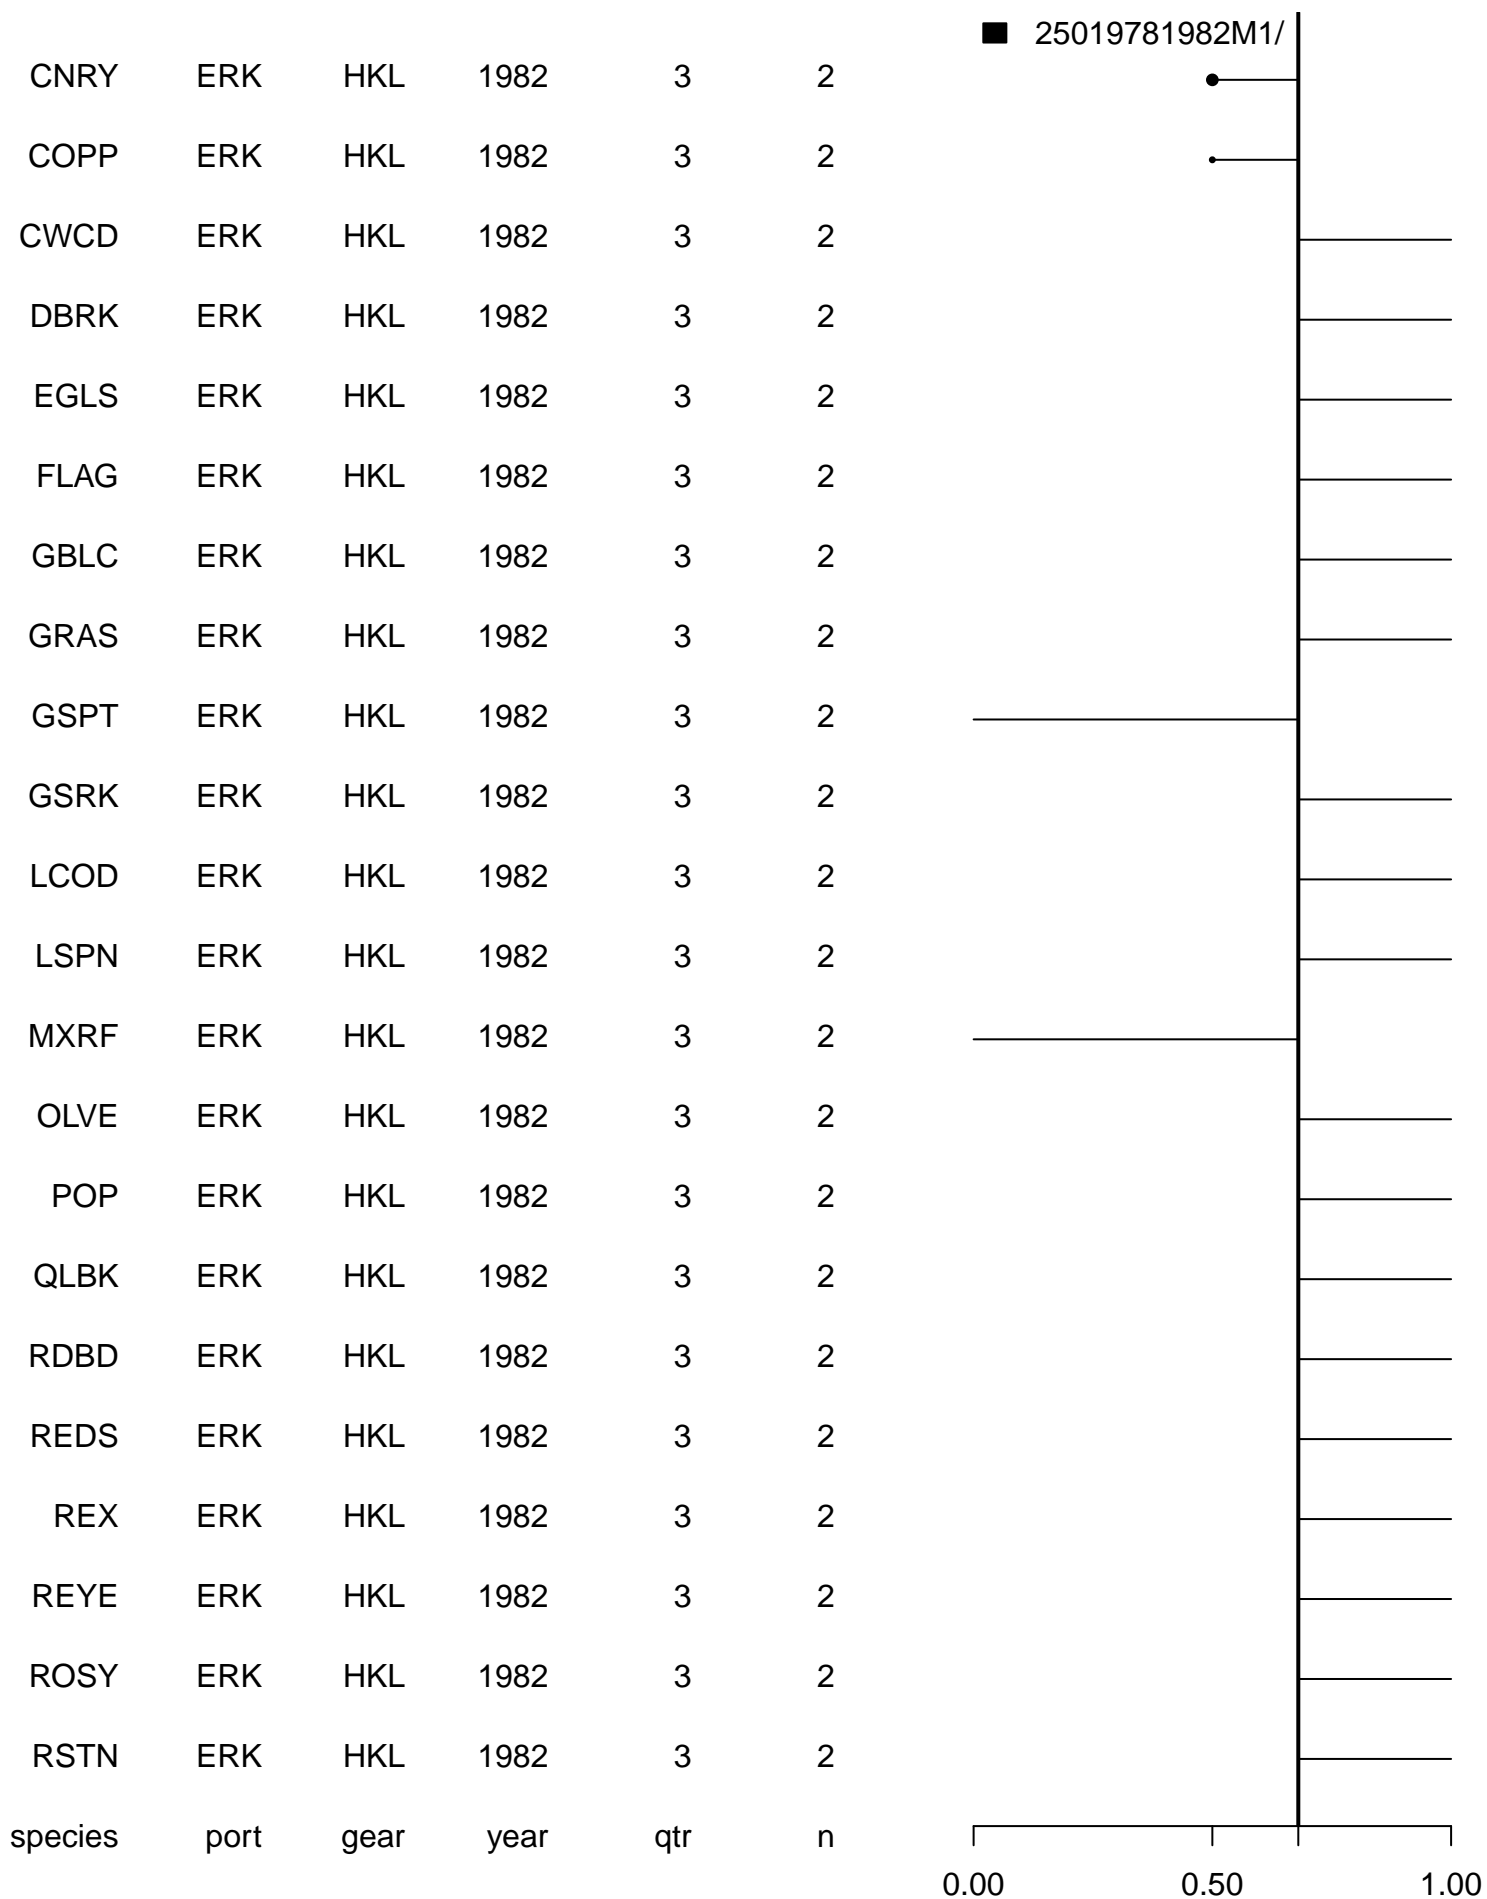 25019781982M1/
CNRY ERK HKL 1982 3 2
COPP ERK HKL 1982 3 2
CWCD ERK HKL 1982 3 2
DBRK ERK HKL 1982 3 2
EGLS ERK HKL 1982 3 2
FLAG ERK HKL 1982 3 2
GBLC ERK HKL 1982 3 2
GRAS ERK HKL 1982 3 2
GSPT ERK HKL 1982 3 2
GSRK ERK HKL 1982 3 2
LCOD ERK HKL 1982 3 2
LSPN ERK HKL 1982 3 2
MXRF ERK HKL 1982 3 2
OLVE ERK HKL 1982 3 2
POP ERK HKL 1982 3 2
QLBK ERK HKL 1982 3 2
RDBD ERK HKL 1982 3 2
REDS ERK HKL 1982 3 2
REX ERK HKL 1982 3 2
REYE ERK HKL 1982 3 2
ROSY ERK HKL 1982 3 2
RSTN ERK HKL 1982 3 2
species port gear year qtr n
0.00 0.50 1.00